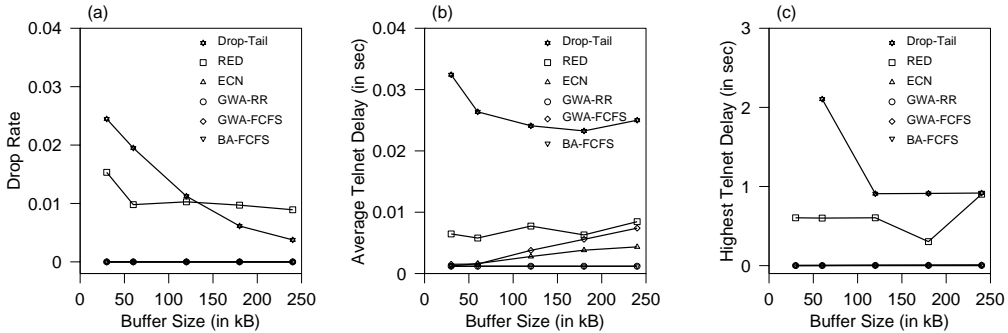 (a)
0.04
0.03
0.02
0.01
0
Drop Rate
Drop-Tail
RED
ECN
GWA-RR
GWA-FCFS
BA-FCFS
0 50 100 150 200 250
Buffer Size (in kB)
(b)
0.04
0.03
0.02
0.01
0
Average Telnet Delay (in sec)
Drop-Tail
RED
ECN
GWA-RR
GWA-FCFS
BA-FCFS
0 50 100 150 200 250
Buffer Size (in kB)
(c)
3
2
1
0
Highest Telnet Delay (in sec)
Drop-Tail
RED
ECN
GWA-RR
GWA-FCFS
BA-FCFS
0 50 100 150 200 250
Buffer Size (in kB)